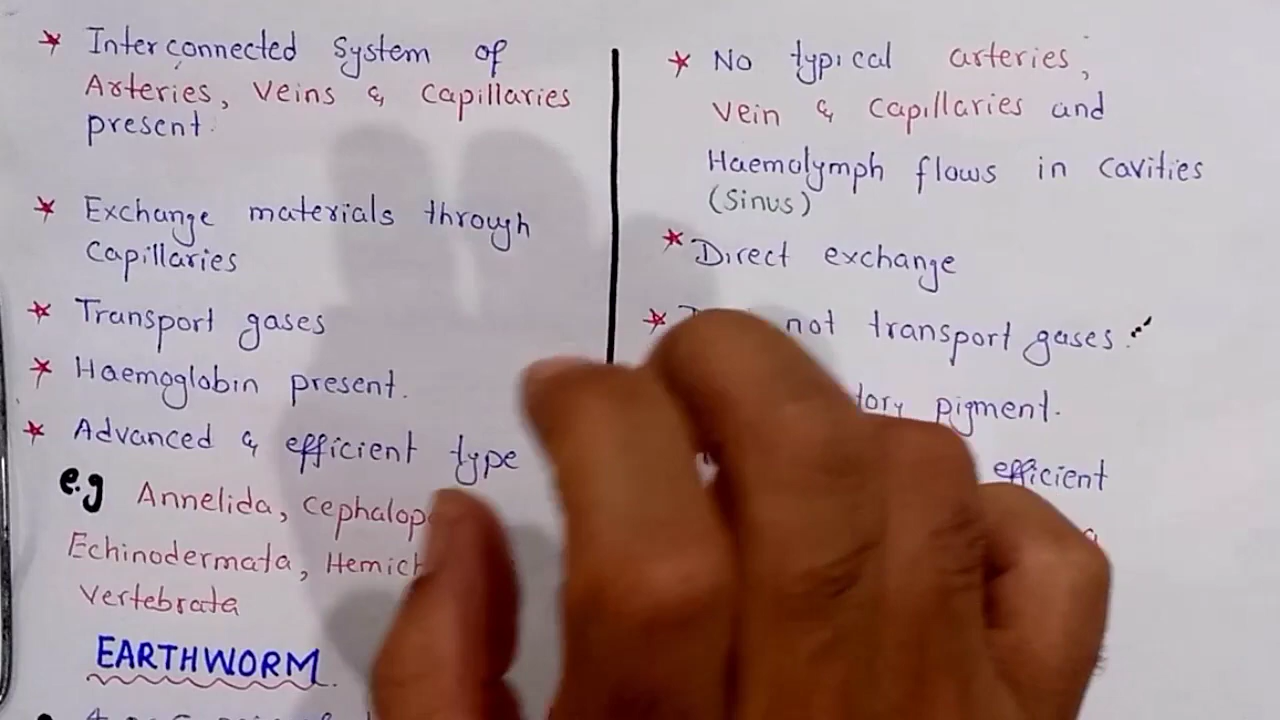 * Interconnected System of
Arteries, Veins & Capillaries
present.
* Exchange materials through
Capillaries
* Transport gases
* Haemoglobin present.
* Advanced & efficient type
e.g Annelida,
Echinodermata,
Vertebrata
EARTHWORM
* No typical arteries,
Vein & Capillaries and
Haemolymph flows in cavities
(Sinus)
* Direct exchange
* not transport gases.
pigment.
efficient